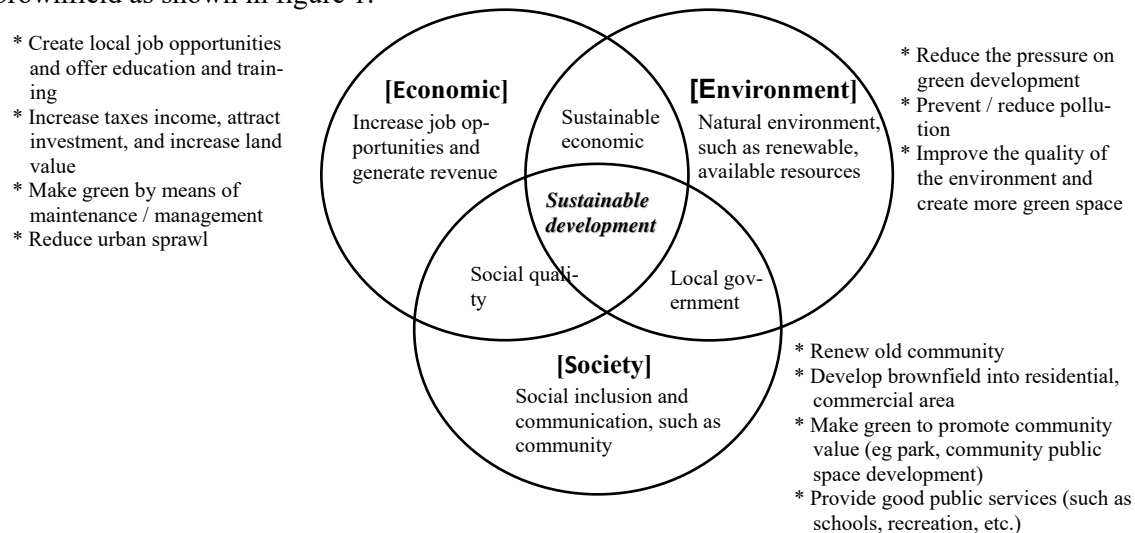 brownfield as shown in figure 1.
* Create local job opportunities
and offer education and train-
ing
* Increase taxes income, attract
investment, and increase land
value
* Make green by means of
maintenance / management
* Reduce urban sprawl
[Economic]
Increase job op-
portunities and
generate revenue
Sustainable
economic
[Environment]
Natural environment,
such as renewable,
available resources
* Reduce the pressure on
green development
* Prevent / reduce pollu-
tion
* Improve the quality of
the environment and
create more green space
Sustainable
development
Social quali-
ty
Local gov-
ernment
[Society]
Social inclusion and
communication, such as
community
* Renew old community
* Develop brownfield into residential,
commercial area
* Make green to promote community
value (eg park, community public
space development)
* Provide good public services (such as
schools, recreation, etc.)